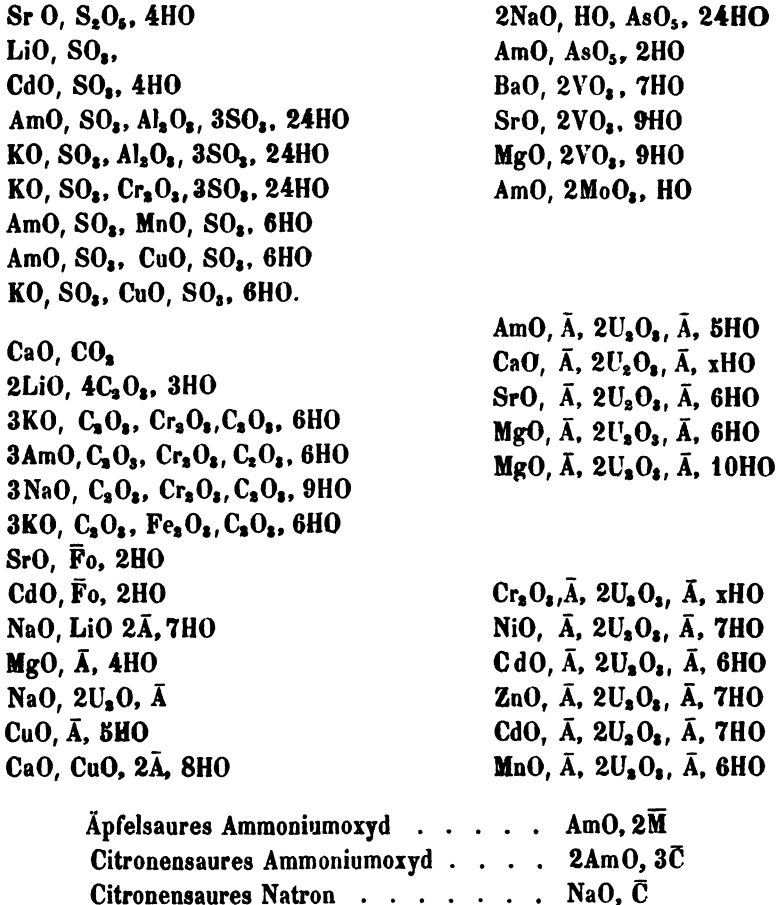 Sr O, S₂O₅, 4HO
LiO, SO₃,
CdO, SO₃, 4HO
AmO, SO₃, Al₂O₃, 3SO₃, 24HO
KO, SO₃, Al₂O₃, 3SO₃, 24HO
KO, SO₃, Cr₂O₃, 3SO₃, 24HO
AmO, SO₃, MnO, SO₃, 6HO
AmO, SO₃, CuO, SO₃, 6HO
KO, SO₃, CuO, SO₃, 6HO.
CaO, CO₂
2LiO, 4C₂O₃, 3HO
3KO, C₂O₃, Cr₂O₃, C₂O₃, 6HO
3AmO, C₂O₃, Cr₂O₃, C₂O₃, 6HO
3NaO, C₂O₃, Cr₂O₃, C₂O₃, 9HO
3KO, C₂O₃, Fe₂O₃, C₂O₃, 6HO
SrO, F̄o, 2HO
CdO, F̄o, 2HO
NaO, LiO 2Ā, 7HO
MgO, Ā, 4HO
NaO, 2U₂O, Ā
CuO, Ā, 5HO
CaO, CuO, 2Ā, 8HO
2NaO, HO, AsO₅, 24HO
AmO, AsO₅, 2HO
BaO, 2VO₃, 7HO
SrO, 2VO₃, 9HO
MgO, 2VO₃, 9HO
AmO, 2MoO₃, HO
AmO, Ā, 2U₂O₃, Ā, 5HO
CaO, Ā, 2U₂O₃, Ā, xHO
SrO, Ā, 2U₂O₃, Ā, 6HO
MgO, Ā, 2U₂O₃, Ā, 6HO
MgO, Ā, 2U₂O₃, Ā, 10HO
Cr₂O₃, Ā, 2U₂O₃, Ā, xHO
NiO, Ā, 2U₂O₃, Ā, 7HO
CdO, Ā, 2U₂O₃, Ā, 6HO
ZnO, Ā, 2U₂O₃, Ā, 7HO
CdO, Ā, 2U₂O₃, Ā, 7HO
MnO, Ā, 2U₂O₃, Ā, 6HO
Äpfelsaures Ammoniumoxyd . . . . . AmO, 2M̄
Citronensaures Ammoniumoxyd . . . . 2AmO, 3C̄
Citronensaures Natron . . . . . . . NaO, C̄